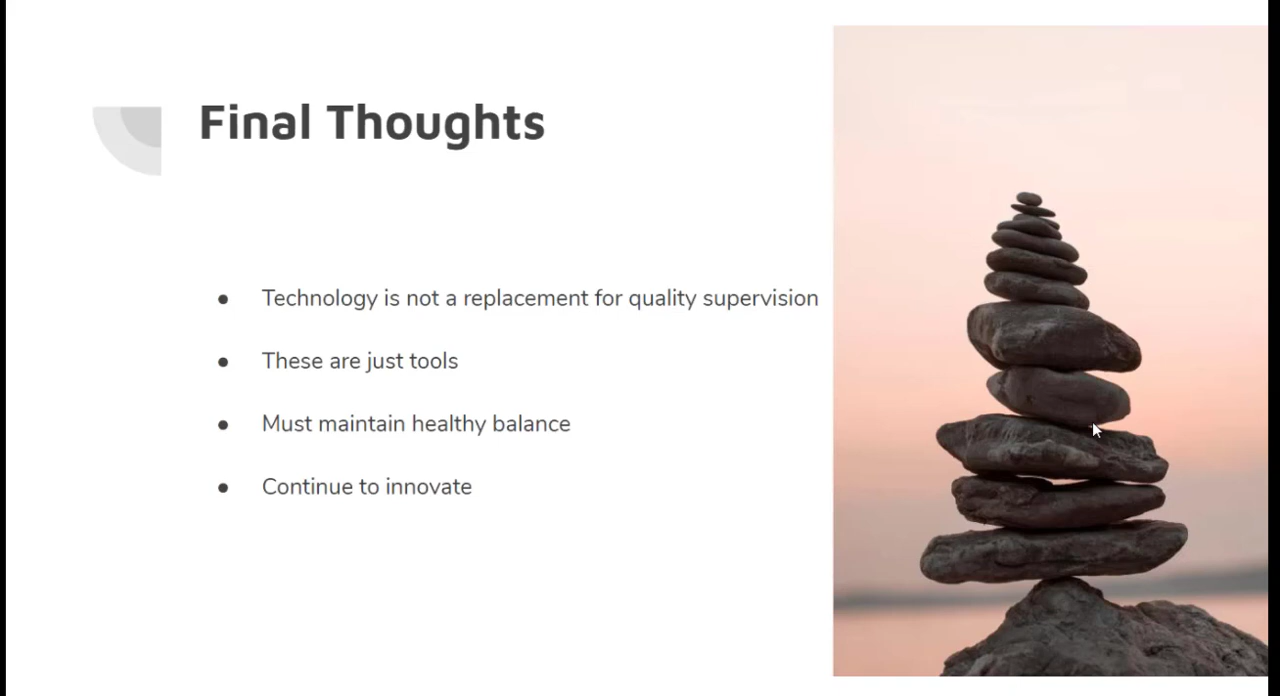 Final Thoughts
Technology is not a replacement for quality supervision
These are just tools
Must maintain healthy balance
Continue to innovate